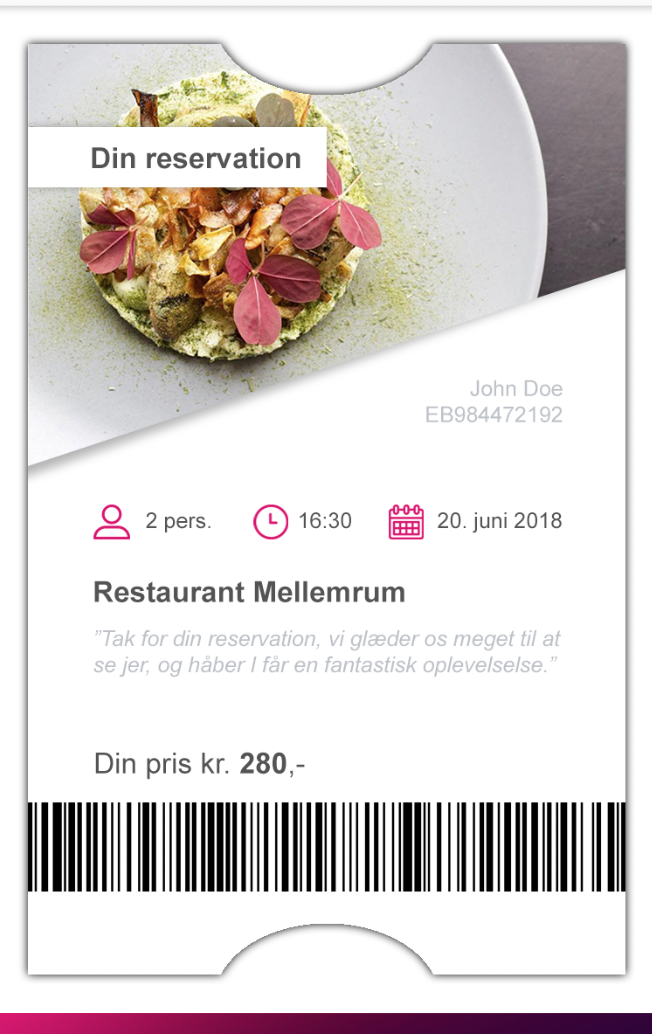 Din reservation
John Doe
EB984472192
2 pers. 16:30 20. juni 2018
Restaurant Mellemrum
”Tak for din reservation, vi glæder os meget til at
se jer, og håber I får en fantastisk oplevelselse.”
Din pris kr. 280,-